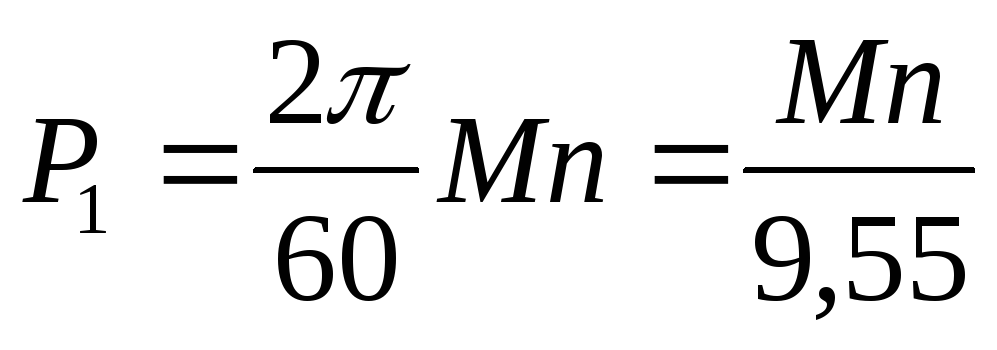 P₁ = 2π/60 Mn = Mn/9,55